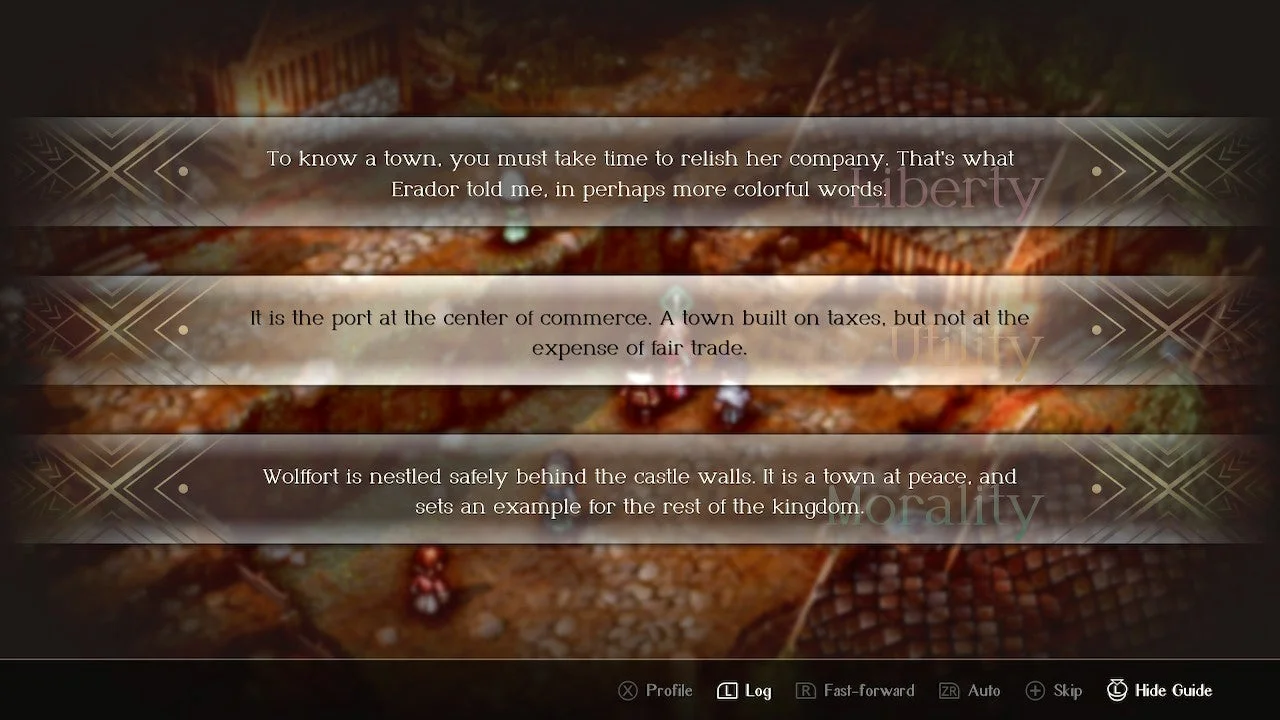 To know a town, you must take time to relish her company. That's what
Erador told me, in perhaps more colorful words.
Liberty
It is the port at the center of commerce. A town built on taxes, but not at the
expense of fair trade.
Utility
Wolffort is nestled safely behind the castle walls. It is a town at peace, and
sets an example for the rest of the kingdom.
Morality
X Profile L Log R Fast-forward ZR Auto + Skip L Hide Guide